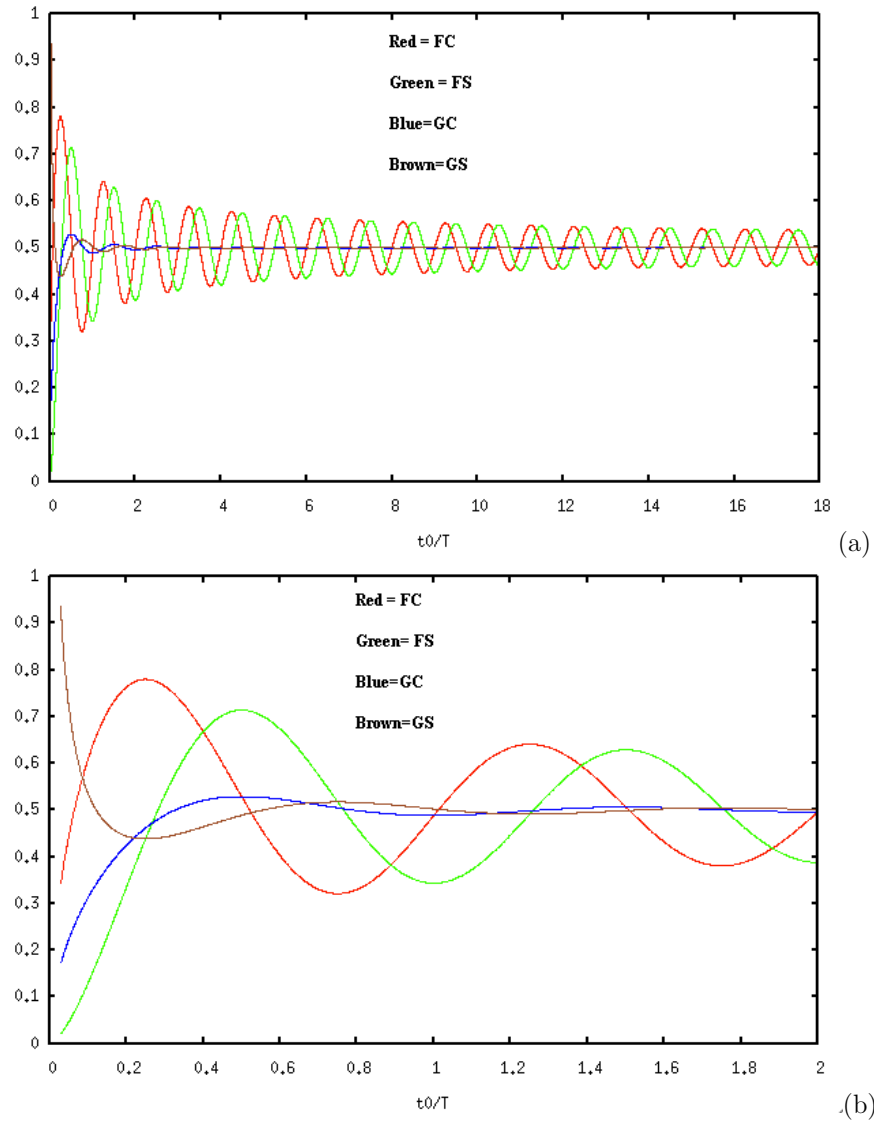 1
0.9
0.8
0.7
0.6
0.5
0.4
0.3
0.2
0.1
0
Red = FC
Green = FS
Blue=GC
Brown=GS
0 2 4 6 8 10 12 14 16 18
t0/T
(a)
1
0.9
0.8
0.7
0.6
0.5
0.4
0.3
0.2
0.1
0
Red = FC
Green= FS
Blue=GC
Brown=GS
0 0.2 0.4 0.6 0.8 1 1.2 1.4 1.6 1.8 2
t0/T
(b)